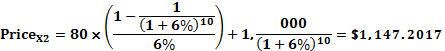 Price_X2 = 80 × ( (1 − 1/(1 + 6%)^10) / 6% ) + 1, 000/(1 + 6%)^10 = $1,147.2017